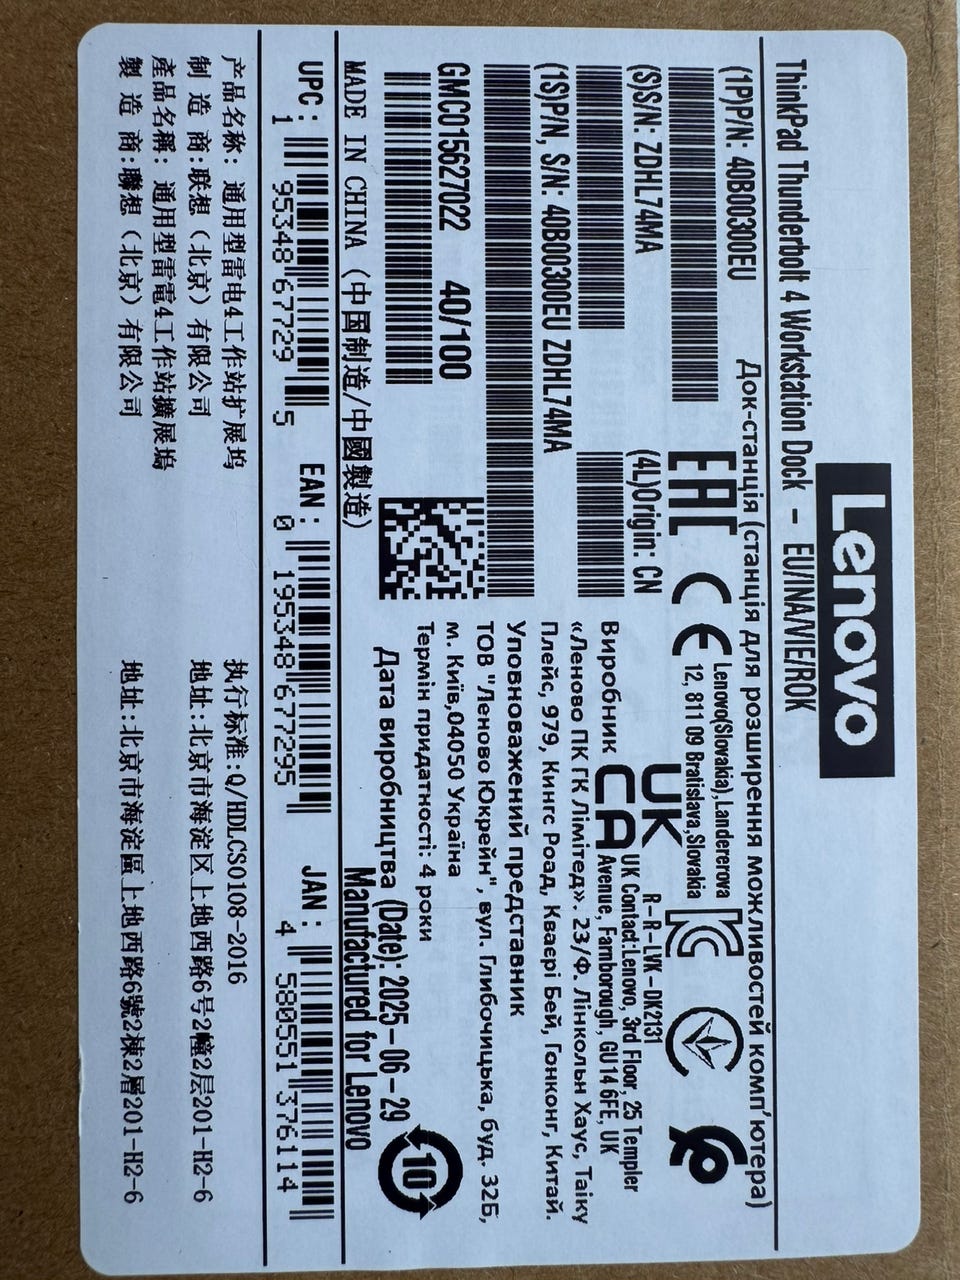 Lenovo
ThinkPad Thunderbolt 4 Workstation Dock - EU/NA/VIE/ROK
Док-станція (станція для розширення можливостей комп'ютера)
(1P)P/N: 40B00300EU
EAC CE
Lenovo(Slovakia),Landererova
12, 811 09 Bratislava,Slovakia
(S)S/N: ZDHL74MA
(4L)Origin: CN
UK
CA
R-R-LWK-DK2131
UK Contact:Lenovo, 3rd Floor, 25 Templer
Avenue, Farnborough, GU14 6FE, UK
(1S)P/N, S/N: 40B00300EU ZDHL74MA
Виробник
«Леново ПК ГК Лімітед». 23/Ф. Лінкольн Хаус, Таіку
Плейс, 979, Кингс Роад, Кваері Бей, Гонконг, Китай.
Уповноважений представник
ТОВ "Леново Юкрейн", вул. Глибочицька, буд. 32Б,
м. Київ,04050 Україна
Термін придатності: 4 роки
GMC015627022 40/100
Дата виробництва (Date): 2025-06-29
10
MADE IN CHINA (中国制造/中國製造)
Manufactured for Lenovo
UPC: 1 95348 67729 5
EAN: 0 195348 677295
JAN: 4 580551 376114
产品名称: 通用型雷电4工作站扩展坞
执行标准: Q/HDLCS0108-2016
制 造 商:联想（北京）有限公司
地址:北京市海淀区上地西路6号2幢2层201-H2-6
產品名稱: 通用型雷電4工作站擴展塢
製 造 商:聯想（北京）有限公司
地址:北京市海淀區上地西路6號2棟2層201-H2-6